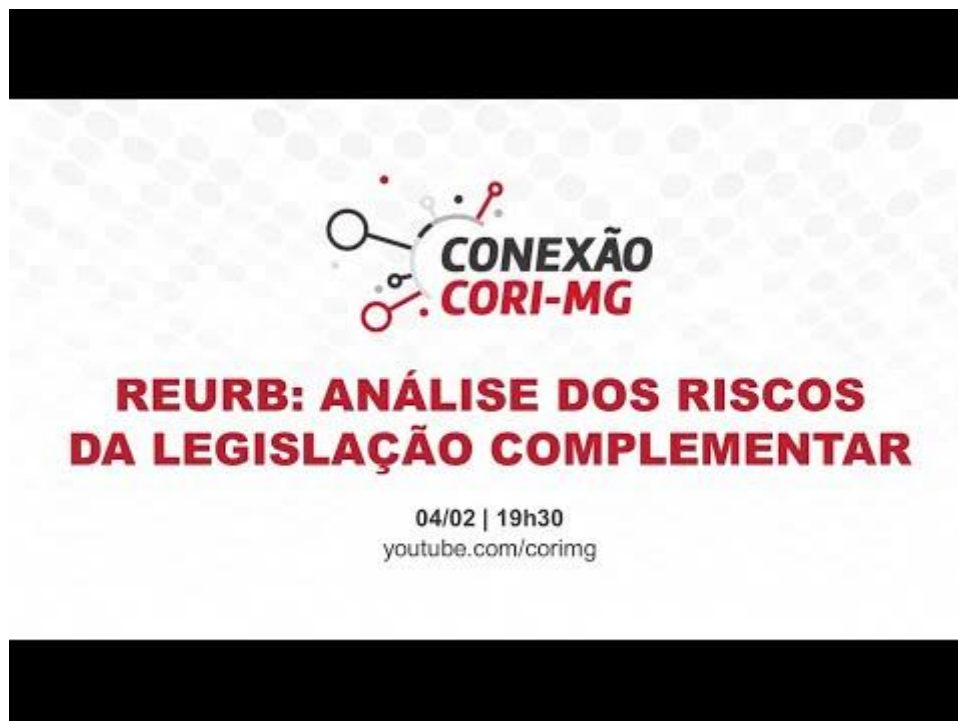 CONEXÃO
CORI-MG
REURB: ANÁLISE DOS RISCOS
DA LEGISLAÇÃO COMPLEMENTAR
04/02 | 19h30
youtube.com/corimg